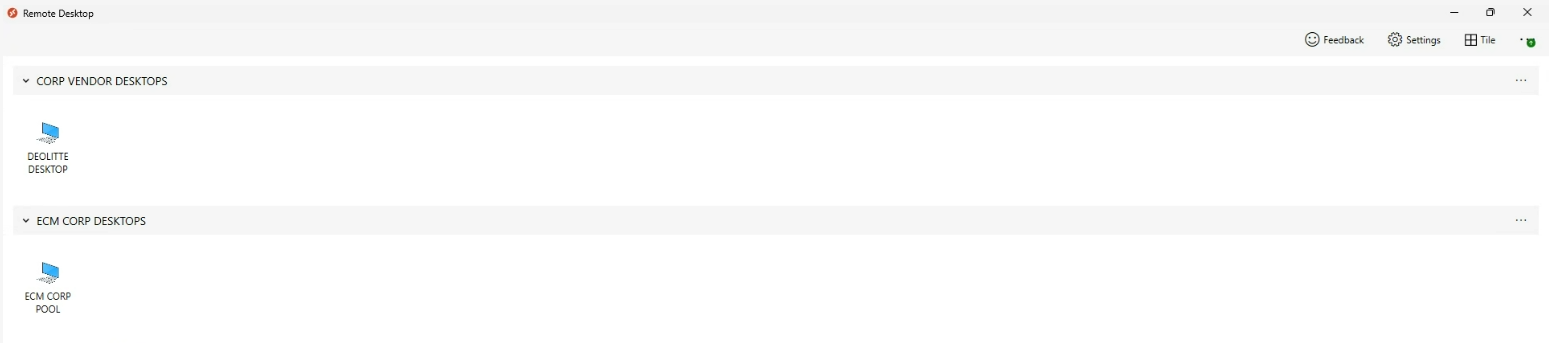 Remote Desktop
Feedback
Settings
Tile
CORP VENDOR DESKTOPS
DEOLITTE
DESKTOP
ECM CORP DESKTOPS
ECM CORP
POOL